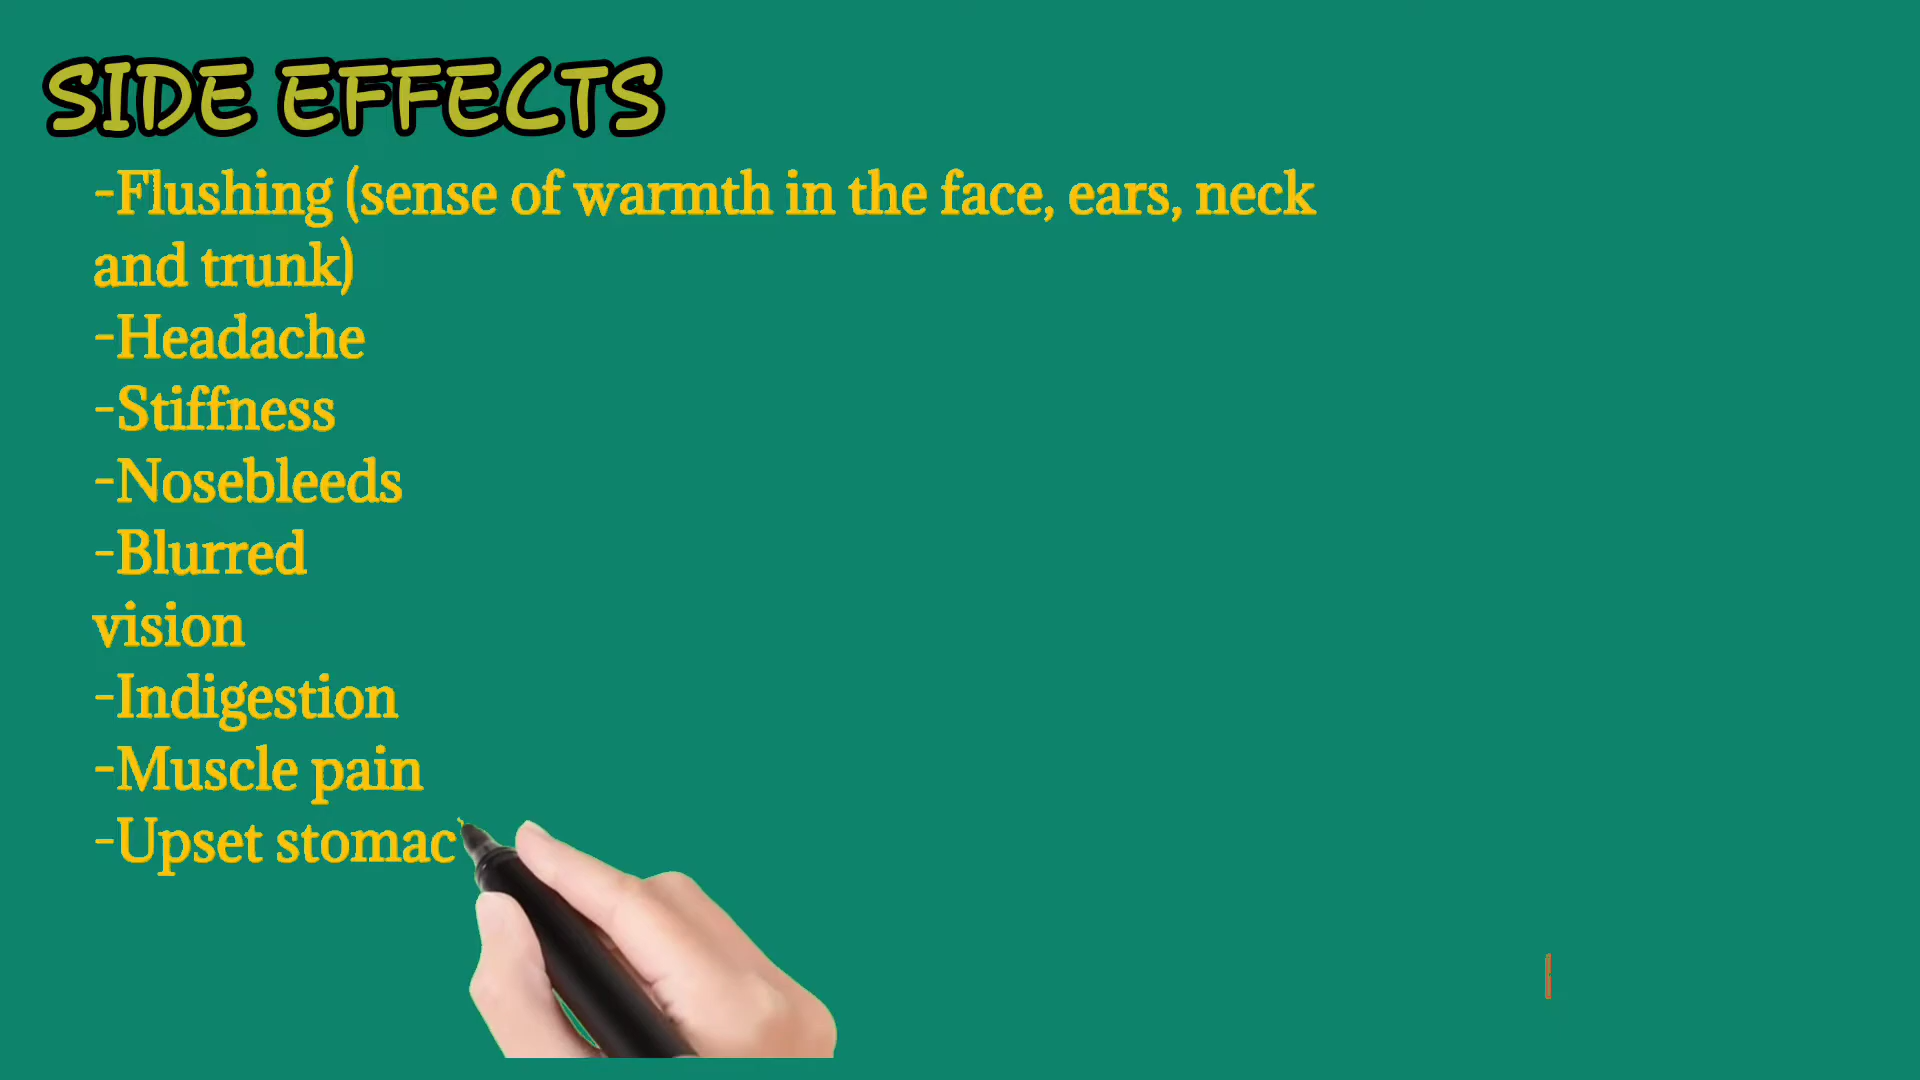 SIDE EFFECTS
-Flushing (sense of warmth in the face, ears, neck
and trunk)
-Headache
-Stiffness
-Nosebleeds
-Blurred
vision
-Indigestion
-Muscle pain
-Upset stomac